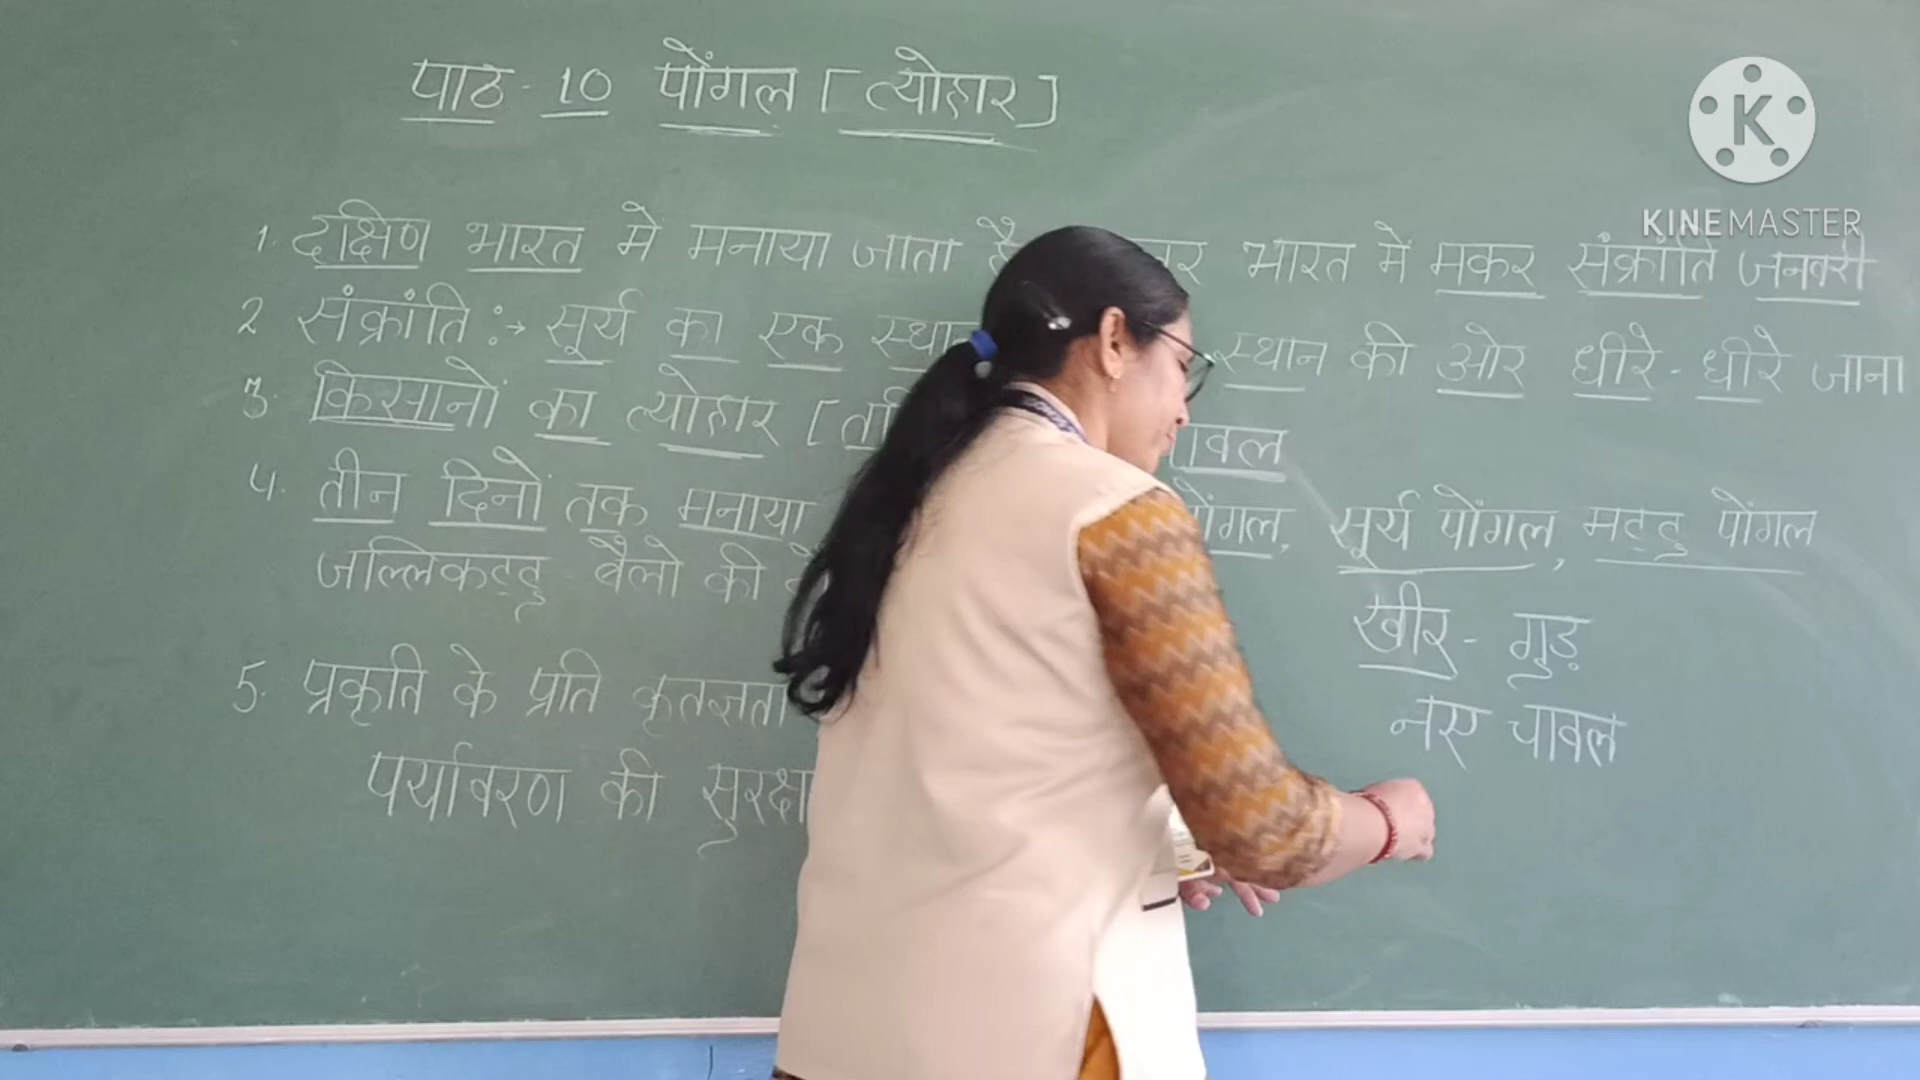 पाठ - 10 पोंगल [ त्योहार ]
K
KINEMASTER
1. दक्षिण भारत में मनाया जाता है भारत में मकर संक्रांति जनवरी
2 संक्रांति :→ सूर्य का एक स्थान की ओर धीरे - धीरे जाना
3. किसानों का त्योहार [
4. तीन दिनों तक मनाया पोंगल, सूर्य पोंगल, मट्टु पोंगल
जल्लिकट्टु - बैलो की
खीर - गुड़
5. प्रकृति के प्रति कृतज्ञता नए चावल
पर्यावरण की सुरक्षा